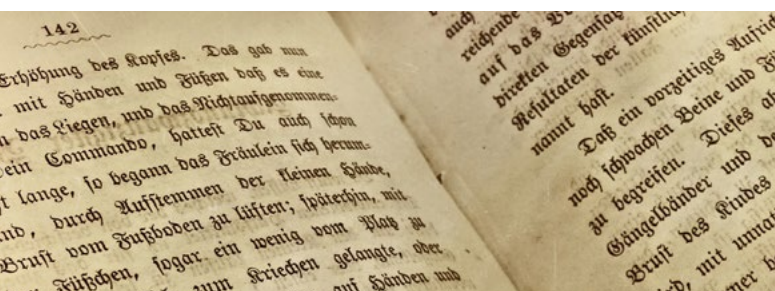 142
Erhöhung des Kopfes. Das gab nun
mit Händen und Füßen daß es eine
das Liegen, und das Nichtaufgenommen-
ein Commando, hattest Du auch schon
lange, so begann das Fräulein sich herum-
durch Aufstemmen der kleinen Hände,
Brust vom Fußboden zu lüften; späterhin, mit
Füßchen, sogar ein wenig vom Platz zu
zum Kriechen gelangte, oder
auf Händen und
auch
reichende
auf das
direkten Gegensatz
Resultaten der künstlich
nannt hast.
Daß ein vorzeitiges Aufrich
noch schwachen Beine und Fü
zu begreifen. Dieses
Gängelbänder und
Brust des Kindes
mit unna